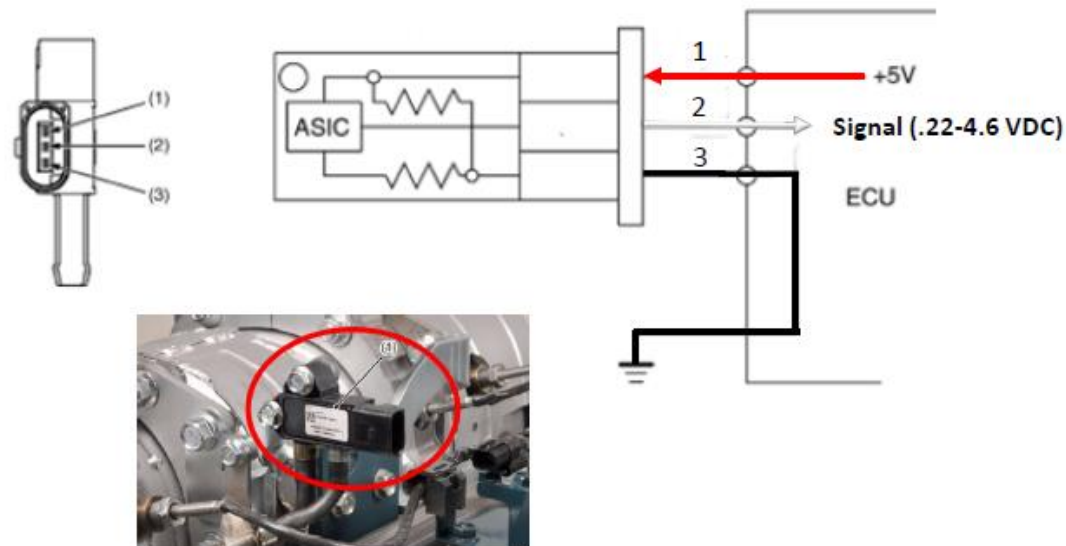 (1)
(2)
(3)
ASIC
1
+5V
2
Signal (.22-4.6 VDC)
3
ECU
(4)